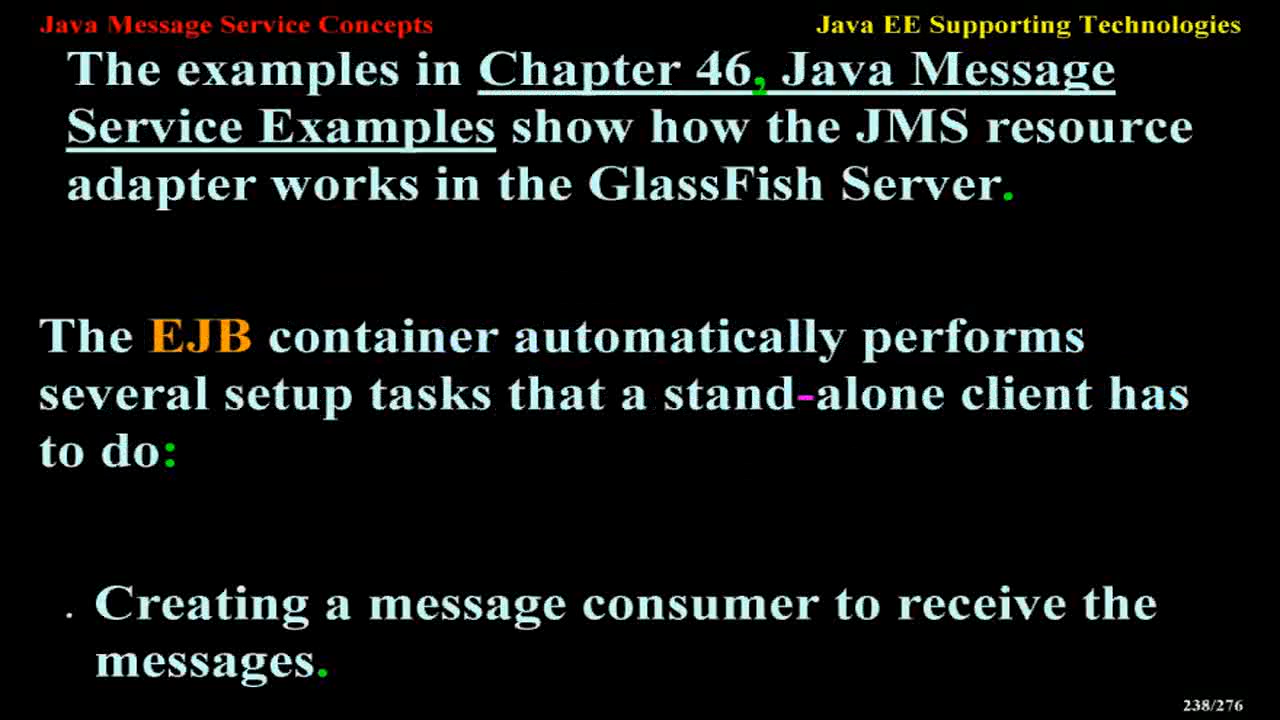 Java Message Service Concepts
Java EE Supporting Technologies
The examples in Chapter 46, Java Message
Service Examples show how the JMS resource
adapter works in the GlassFish Server.
The EJB container automatically performs
several setup tasks that a stand-alone client has
to do:
. Creating a message consumer to receive the
messages.
238/276